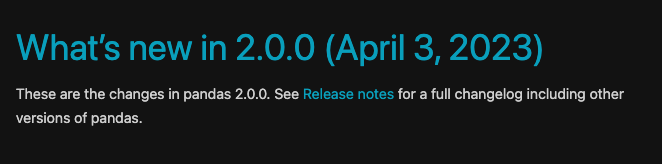 What’s new in 2.0.0 (April 3, 2023)
These are the changes in pandas 2.0.0. See Release notes for a full changelog including other
versions of pandas.